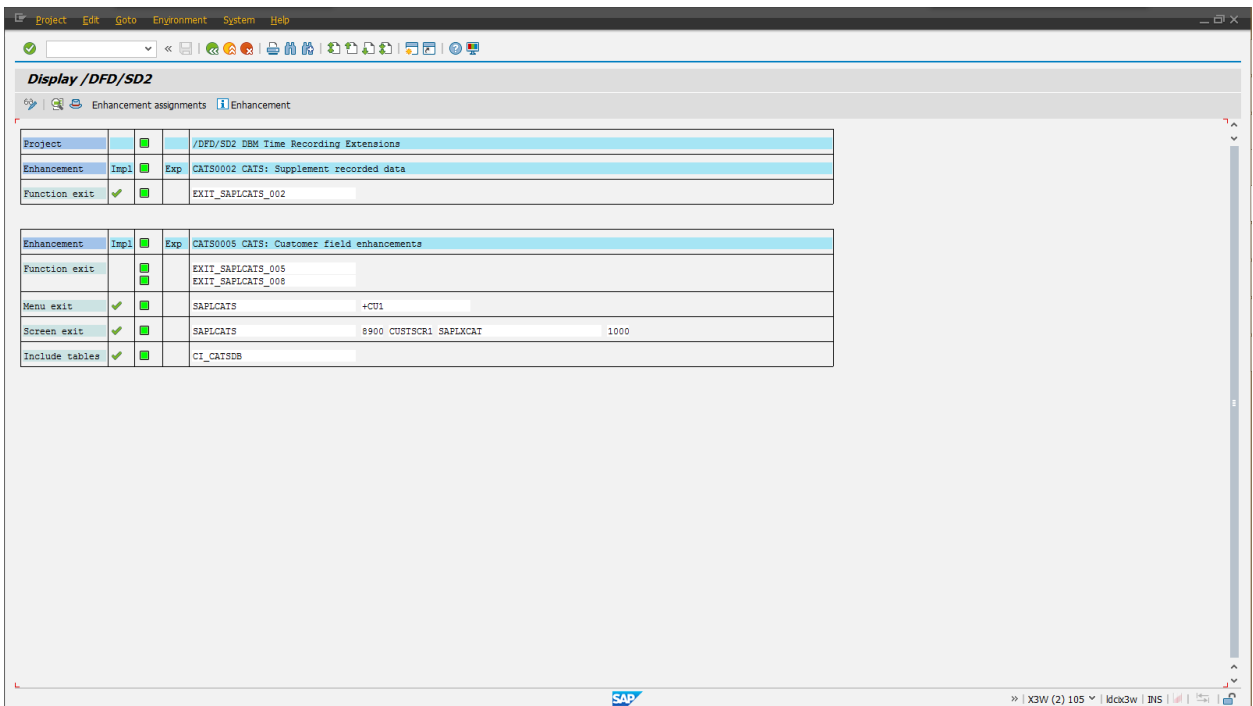 Project Edit Goto Environment System Help
Display /DFD/SD2
Enhancement assignments Enhancement
Project /DFD/SD2 DBM Time Recording Extensions
Enhancement Impl Exp CATS0002 CATS: Supplement recorded data
Function exit EXIT_SAPLCATS_002
Enhancement Impl Exp CATS0005 CATS: Customer field enhancements
Function exit EXIT_SAPLCATS_005
EXIT_SAPLCATS_008
Menu exit SAPLCATS +CU1
Screen exit SAPLCATS 8900 CUSTSCR1 SAPLXCAT 1000
Include tables CI_CATSDB
SAP
X3W (2) 105 ldcix3w INS